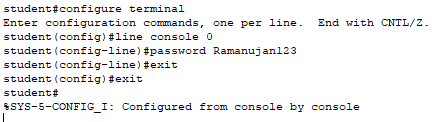 student#configure terminal
Enter configuration commands, one per line.  End with CNTL/Z.
student(config)#line console 0
student(config-line)#password Ramanujan123
student(config-line)#exit
student(config)#exit
student#
%SYS-5-CONFIG_I: Configured from console by console